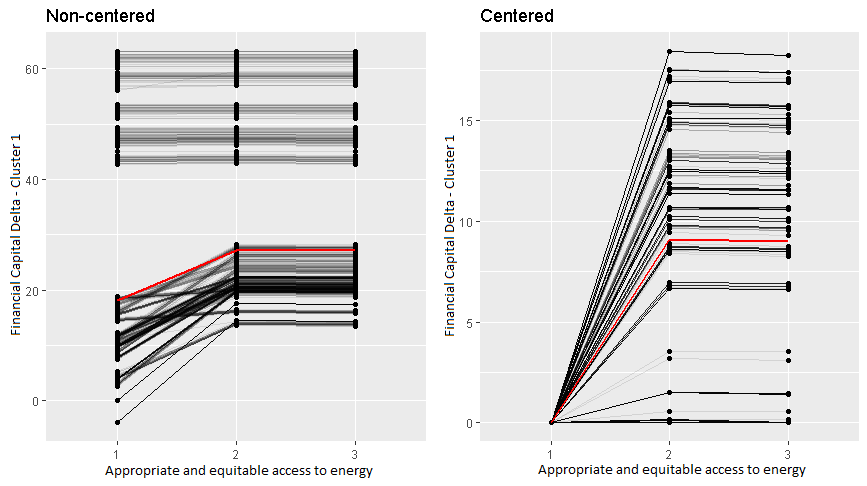 Non-centered
60
40
20
0
Financial Capital Delta - Cluster 1
1
2
3
Appropriate and equitable access to energy
Centered
15
10
5
0
Financial Capital Delta - Cluster 1
1
2
3
Appropriate and equitable access to energy